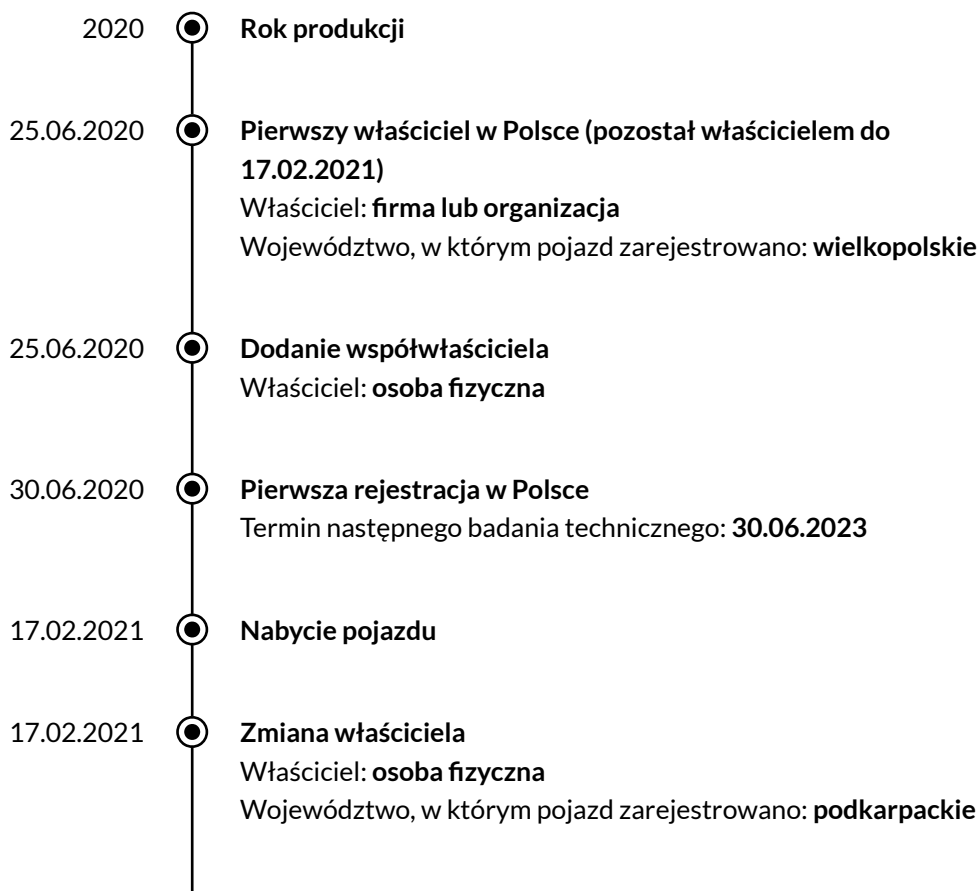 2020 Rok produkcji
25.06.2020 Pierwszy właściciel w Polsce (pozostał właścicielem do
17.02.2021)
Właściciel: firma lub organizacja
Województwo, w którym pojazd zarejestrowano: wielkopolskie
25.06.2020 Dodanie współwłaściciela
Właściciel: osoba fizyczna
30.06.2020 Pierwsza rejestracja w Polsce
Termin następnego badania technicznego: 30.06.2023
17.02.2021 Nabycie pojazdu
17.02.2021 Zmiana właściciela
Właściciel: osoba fizyczna
Województwo, w którym pojazd zarejestrowano: podkarpackie